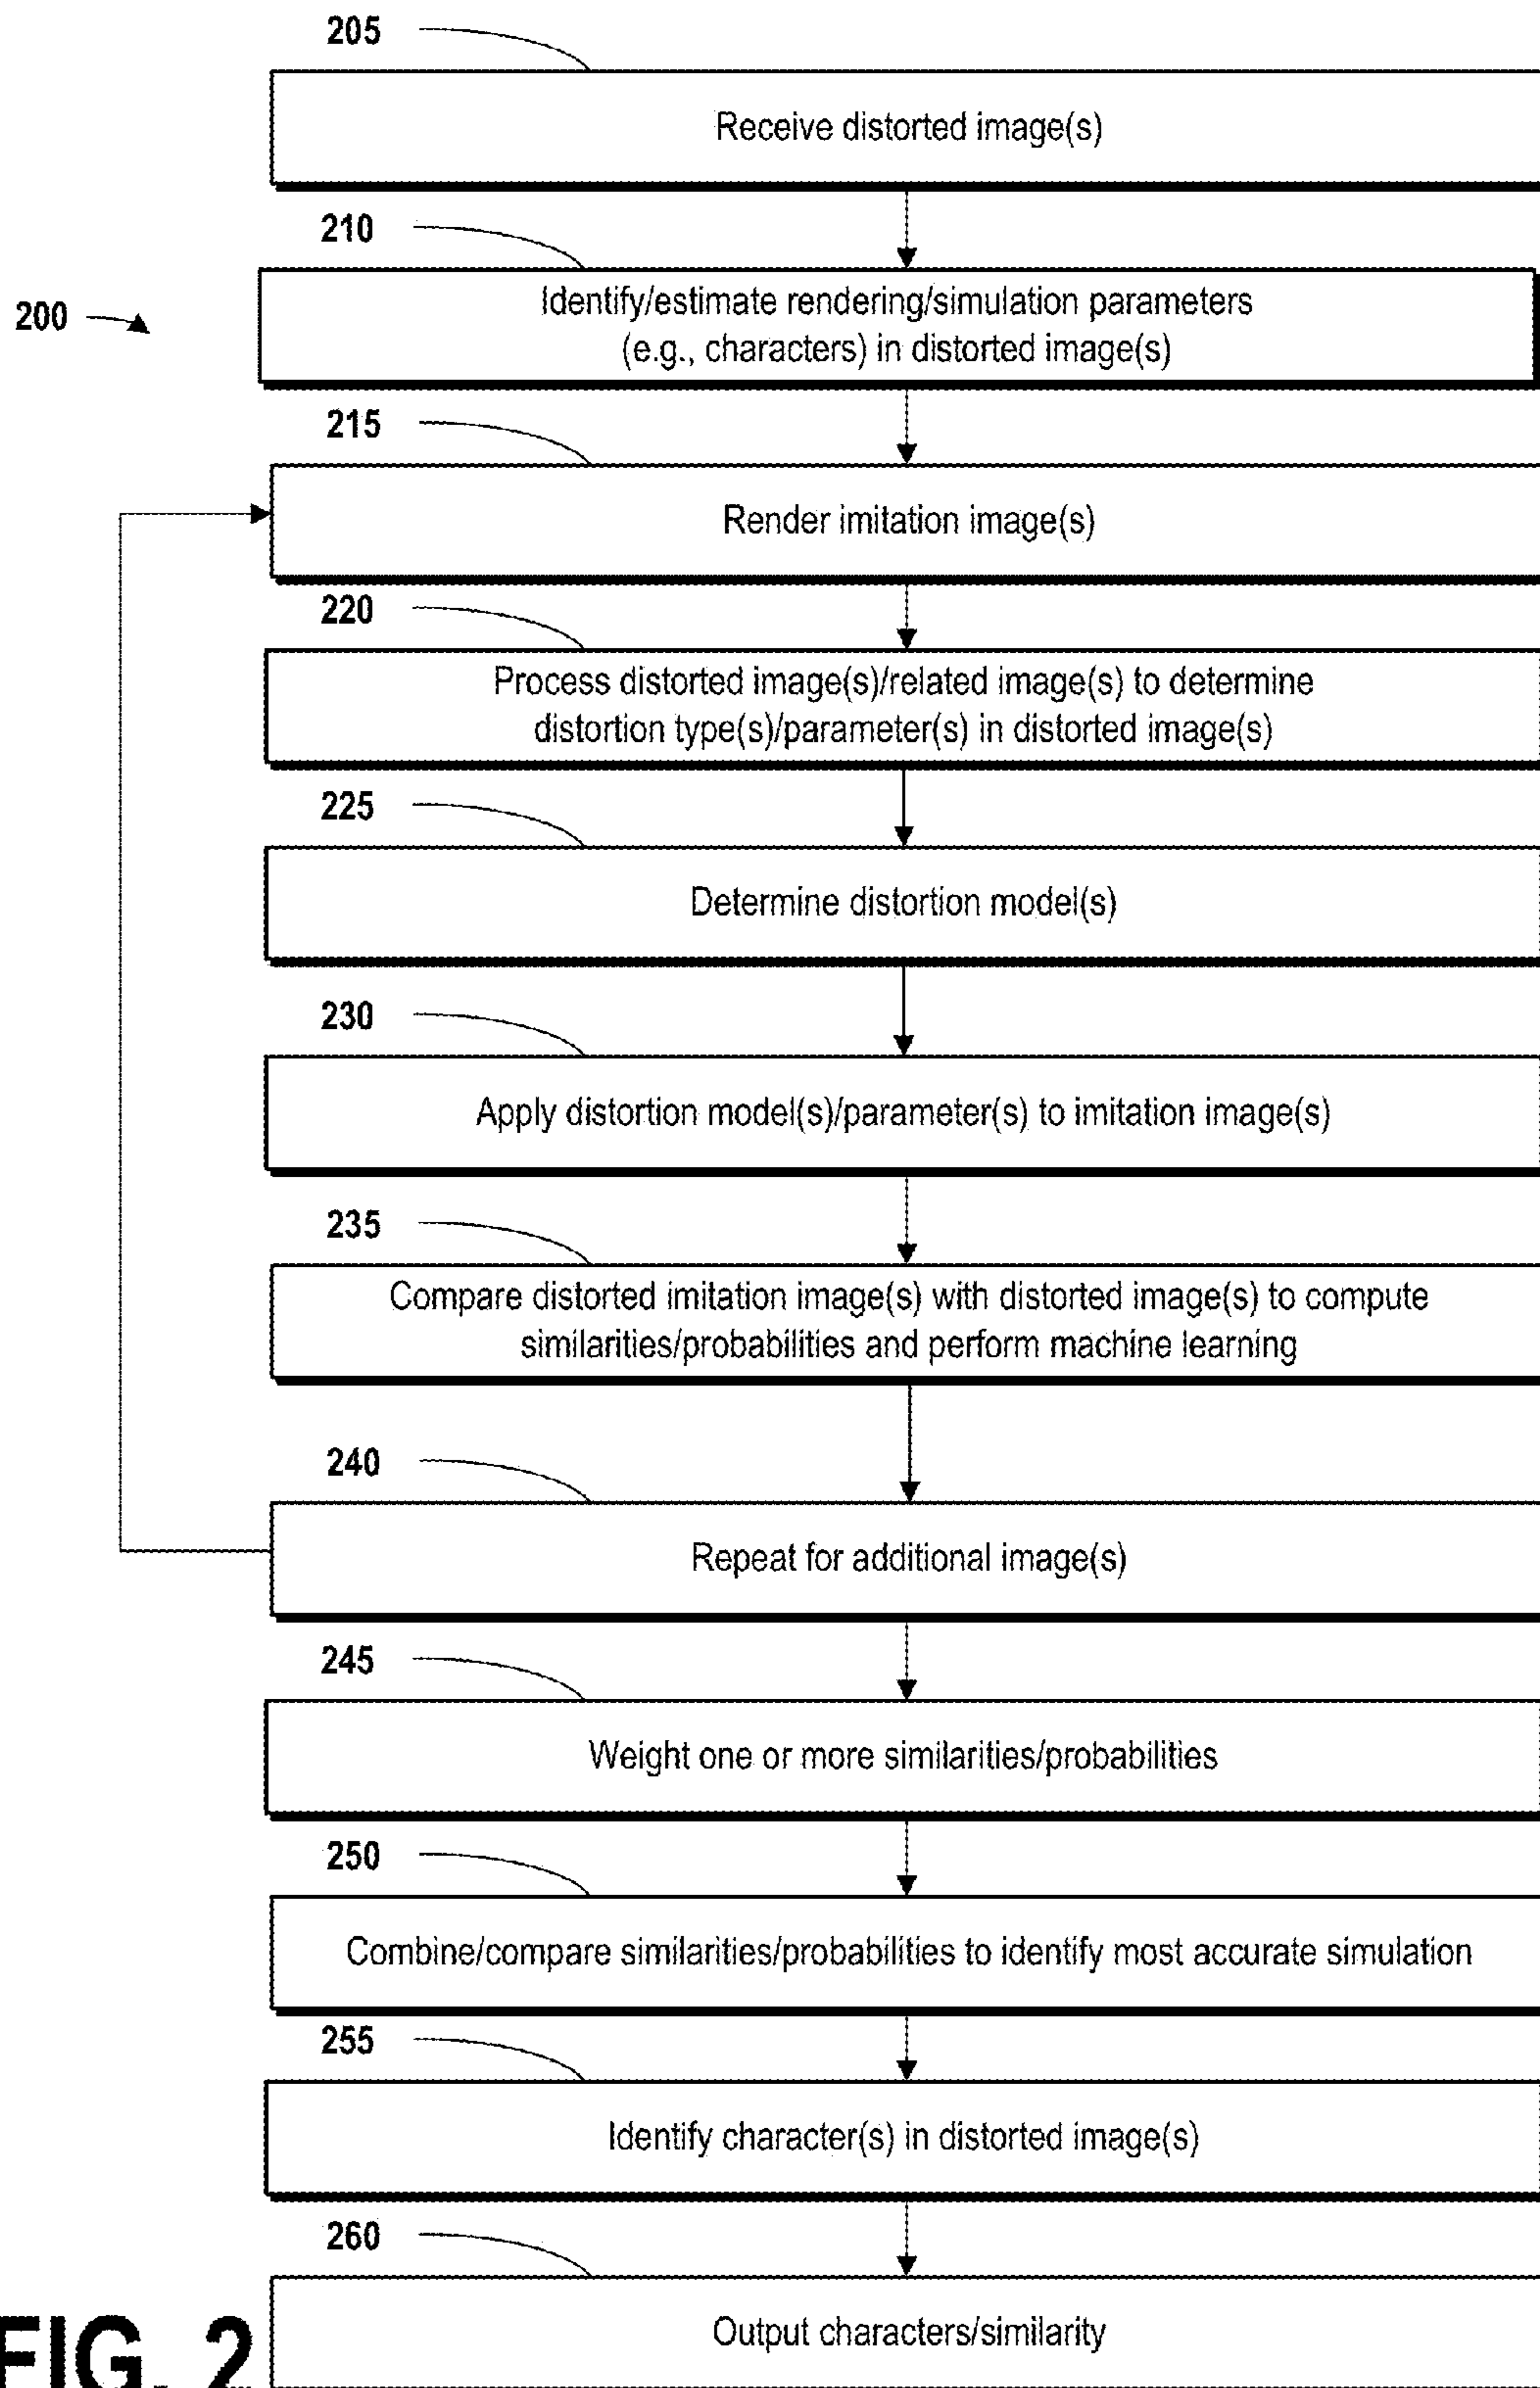 205
Receive distorted image(s)
210
200
Identify/estimate rendering/simulation parameters
(e.g., characters) in distorted image(s)
215
Render imitation image(s)
220
Process distorted image(s)/related image(s) to determine
distortion type(s)/parameter(s) in distorted image(s)
225
Determine distortion model(s)
230
Apply distortion model(s)/parameter(s) to imitation image(s)
235
Compare distorted imitation image(s) with distorted image(s) to compute
similarities/probabilities and perform machine learning
240
Repeat for additional image(s)
245
Weight one or more similarities/probabilities
250
Combine/compare similarities/probabilities to identify most accurate simulation
255
Identify character(s) in distorted image(s)
260
Output characters/similarity
FIG. 2